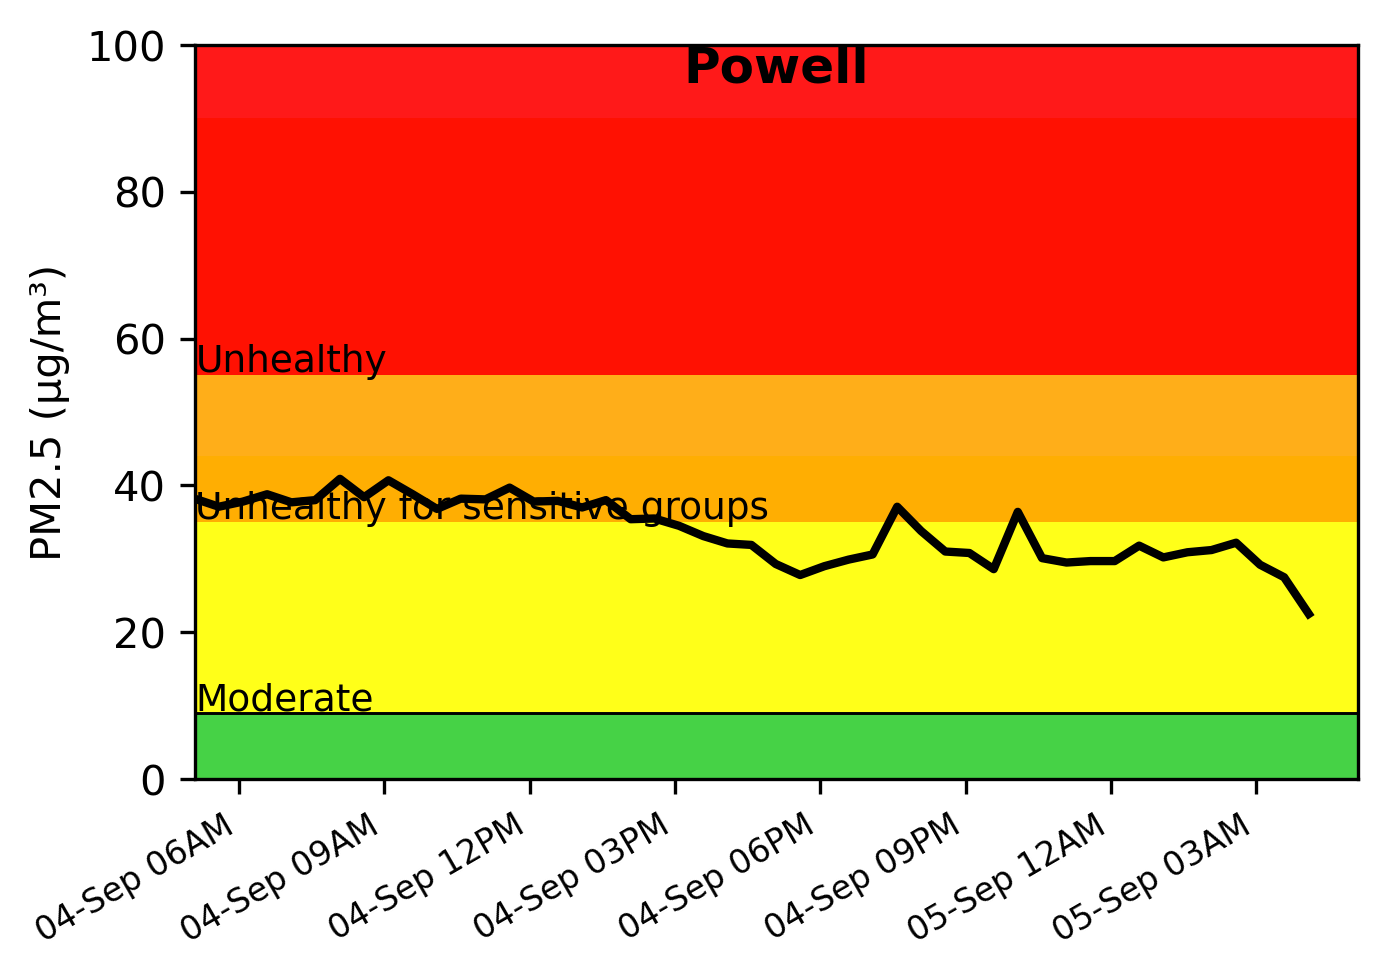 Powell
PM2.5 (µg/m³)
100
80
60
40
20
0
Unhealthy
Unhealthy for sensitive groups
Moderate
04-Sep 06AM
04-Sep 09AM
04-Sep 12PM
04-Sep 03PM
04-Sep 06PM
04-Sep 09PM
05-Sep 12AM
05-Sep 03AM